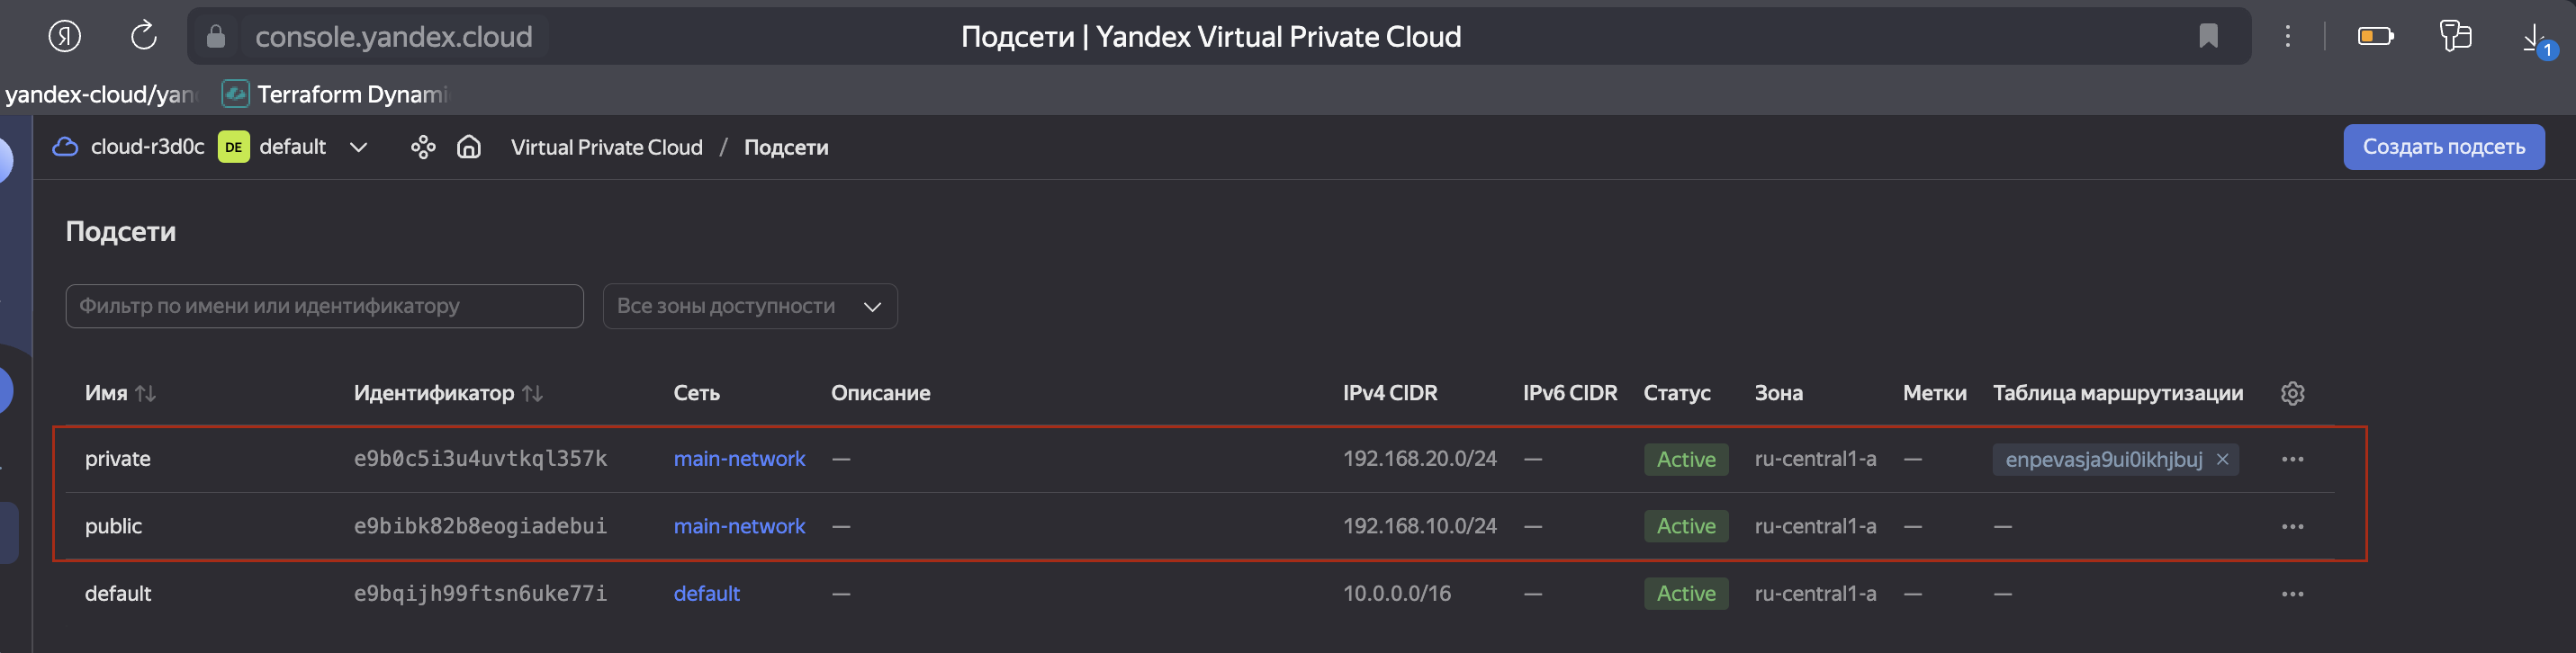 console.yandex.cloud
Подсети | Yandex Virtual Private Cloud
1
yandex-cloud/yan
Terraform Dynami
cloud-r3d0c DE default Virtual Private Cloud / Подсети
Создать подсеть
Подсети
Фильтр по имени или идентификатору
Все зоны доступности
Имя Идентификатор Сеть Описание IPv4 CIDR IPv6 CIDR Статус Зона Метки Таблица маршрутизации
private e9b0c5i3u4uvtkql357k main-network — 192.168.20.0/24 — Active ru-central1-a — enpevasja9ui0ikhjbuj ×
public e9bibk82b8eogiadebui main-network — 192.168.10.0/24 — Active ru-central1-a — —
default e9bqijh99ftsn6uke77i default — 10.0.0.0/16 — Active ru-central1-a — —